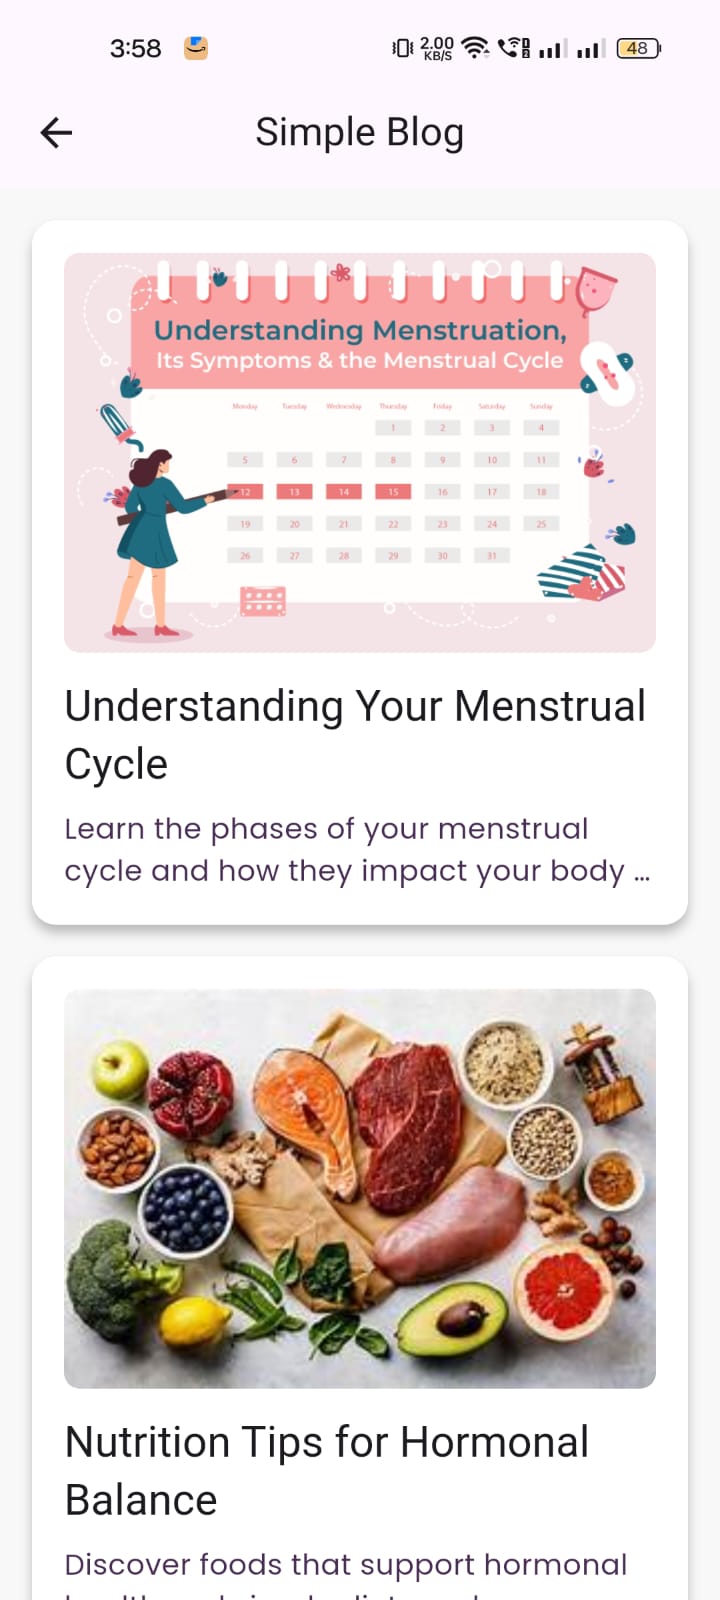 3:58
2.00
KB/S
48
Simple Blog
Understanding Menstruation,
Its Symptoms & the Menstrual Cycle
Monday Tuesday Wednesday Thursday Friday Saturday Sunday
1 2 3 4
5 6 7 8 9 10 11
12 13 14 15 16 17 18
19 20 21 22 23 24 25
26 27 28 29 30 31
Understanding Your Menstrual
Cycle
Learn the phases of your menstrual
cycle and how they impact your body ...
Nutrition Tips for Hormonal
Balance
Discover foods that support hormonal